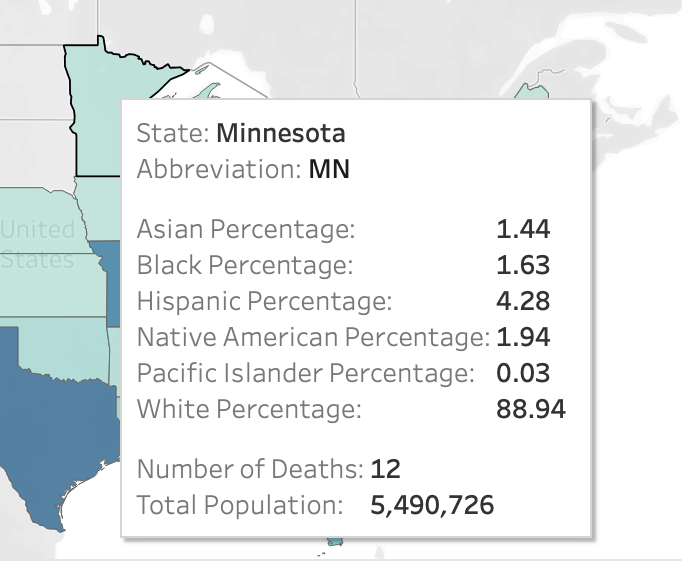 State: Minnesota
Abbreviation: MN
Asian Percentage: 1.44
Black Percentage: 1.63
Hispanic Percentage: 4.28
Native American Percentage: 1.94
Pacific Islander Percentage: 0.03
White Percentage: 88.94
Number of Deaths: 12
Total Population: 5,490,726
United
States